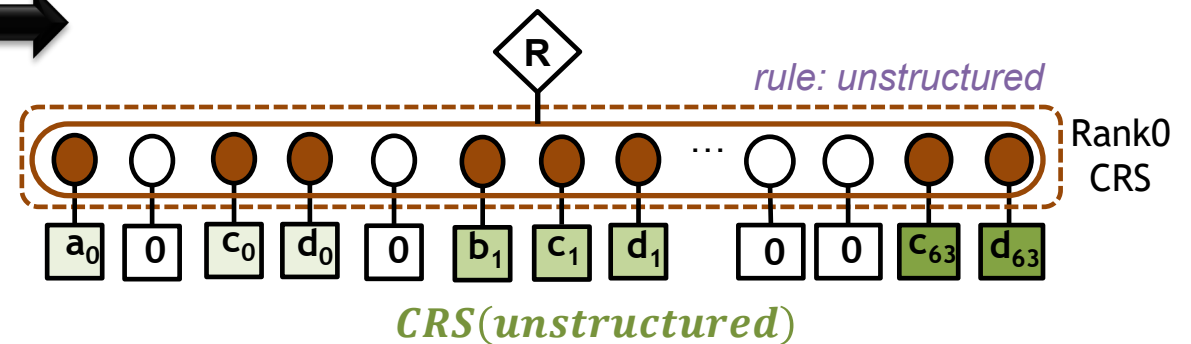 R
rule: unstructured
...
Rank0
CRS
a₀ 0 c₀ d₀ 0 b₁ c₁ d₁ 0 0 c₆₃ d₆₃
CRS(unstructured)